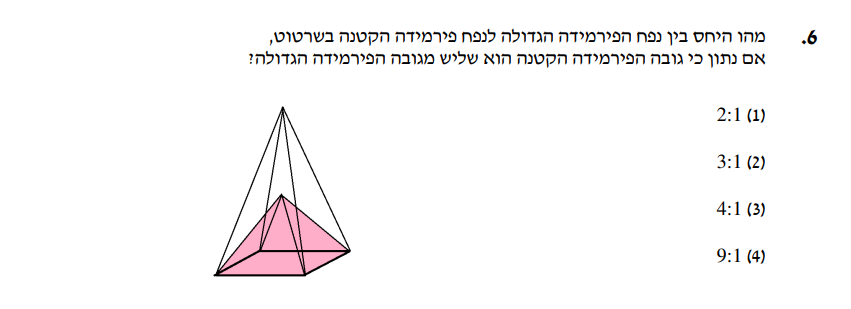 6. מהו היחס בין נפח הפירמידה הגדולה לנפח פירמידה הקטנה בשרטוט,
אם נתון כי גובה הפירמידה הקטנה הוא שליש מגובה הפירמידה הגדולה?
(1) 2:1
(2) 3:1
(3) 4:1
(4) 9:1